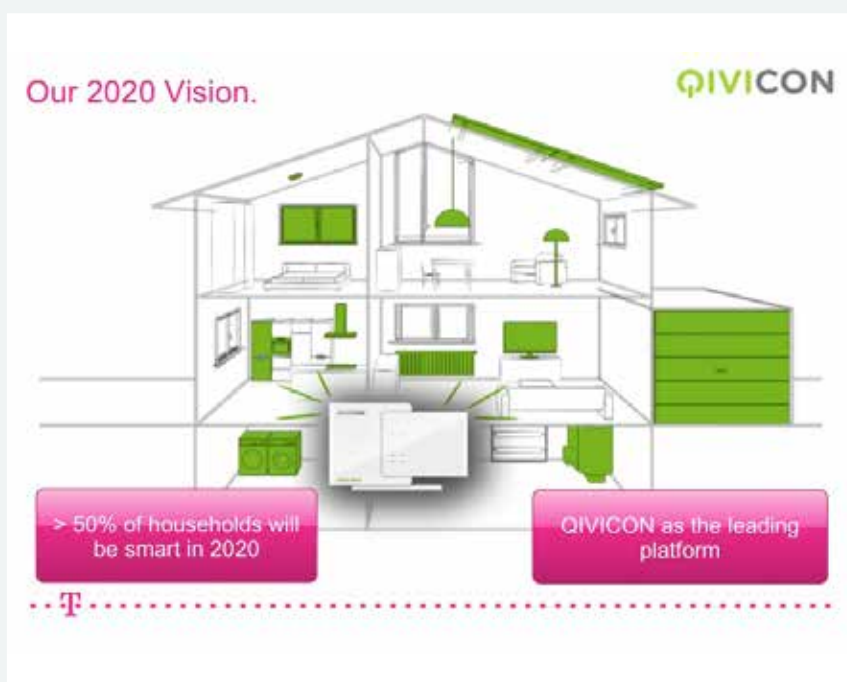 Our 2020 Vision.
QIVICON
> 50% of households will
be smart in 2020
QIVICON as the leading
platform
T